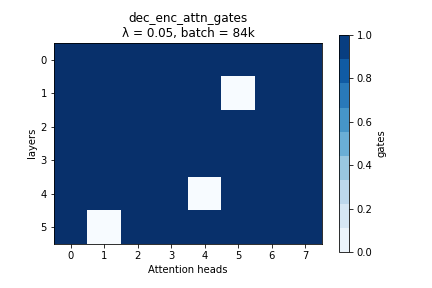 dec_enc_attn_gates
λ = 0.05, batch = 84k
layers
0
1
2
3
4
5
0 1 2 3 4 5 6 7
Attention heads
1.0
0.8
0.6
0.4
0.2
0.0
gates